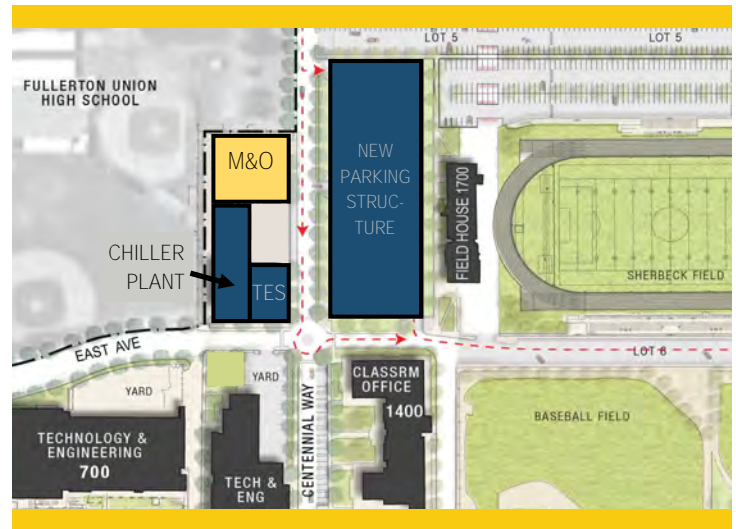 LOT 5
LOT 5
FULLERTON UNION
HIGH SCHOOL
M&O
NEW
PARKING
STRUC-
TURE
FIELD HOUSE 1700
CHILLER
PLANT
TES
SHERBECK FIELD
EAST AVE
LOT 6
YARD
YARD
CENTENNIAL WAY
CLASSRM
OFFICE
1400
BASEBALL FIELD
TECHNOLOGY &
ENGINEERING
700
TECH &
ENG